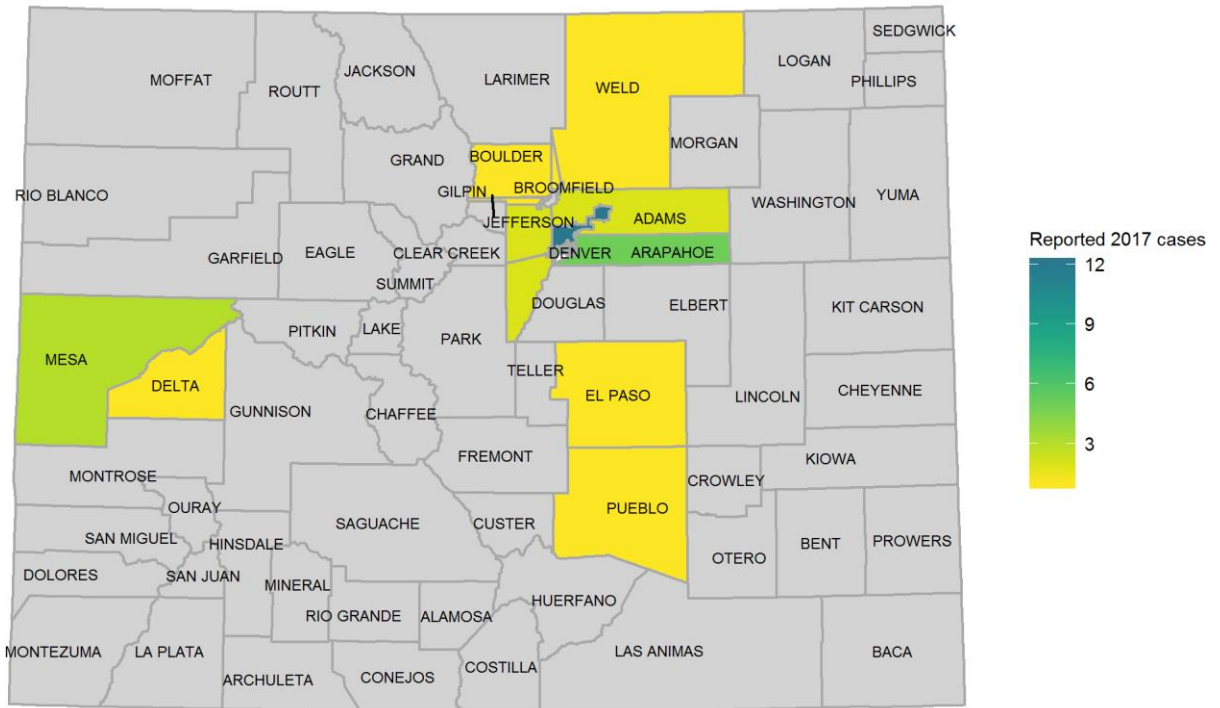 SEDGWICK
LOGAN
PHILLIPS
MOFFAT
ROUTT
JACKSON
LARIMER
WELD
MORGAN
GRAND
BOULDER
RIO BLANCO
GILPIN
BROOMFIELD
WASHINGTON
YUMA
JEFFERSON
ADAMS
GARFIELD
EAGLE
CLEAR CREEK
DENVER
ARAPAHOE
SUMMIT
DOUGLAS
ELBERT
KIT CARSON
PITKIN
LAKE
PARK
MESA
DELTA
TELLER
EL PASO
LINCOLN
CHEYENNE
GUNNISON
CHAFFEE
FREMONT
KIOWA
MONTROSE
CROWLEY
OURAY
PUEBLO
SAGUACHE
CUSTER
SAN MIGUEL
HINSDALE
OTERO
BENT
PROWERS
DOLORES
SAN JUAN
MINERAL
HUERFANO
RIO GRANDE
ALAMOSA
MONTEZUMA
LA PLATA
LAS ANIMAS
BACA
ARCHULETA
CONEJOS
COSTILLA
Reported 2017 cases
12
9
6
3